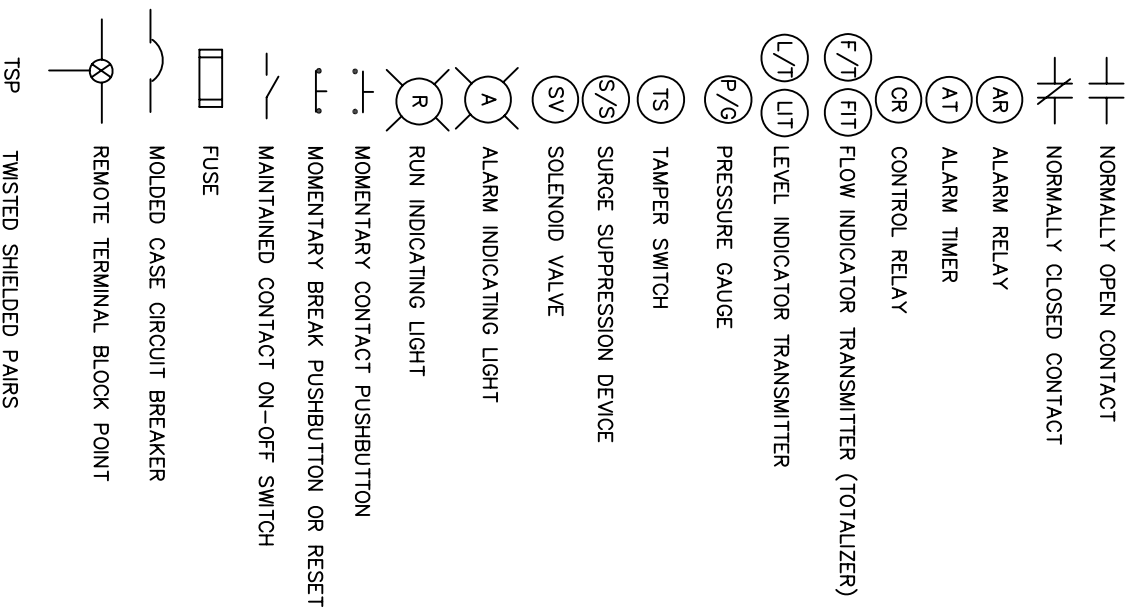 NORMALLY OPEN CONTACT
NORMALLY CLOSED CONTACT
AR ALARM RELAY
AT ALARM TIMER
CR CONTROL RELAY
F/T FIT FLOW INDICATOR TRANSMITTER (TOTALIZER)
L/T LIT LEVEL INDICATOR TRANSMITTER
P/G PRESSURE GAUGE
TS TAMPER SWITCH
S/S SURGE SUPPRESSION DEVICE
SV SOLENOID VALVE
A ALARM INDICATING LIGHT
R RUN INDICATING LIGHT
MOMENTARY CONTACT PUSHBUTTON
MOMENTARY BREAK PUSHBUTTON OR RESET
MAINTAINED CONTACT ON-OFF SWITCH
FUSE
MOLDED CASE CIRCUIT BREAKER
REMOTE TERMINAL BLOCK POINT
TSP TWISTED SHIELDED PAIRS